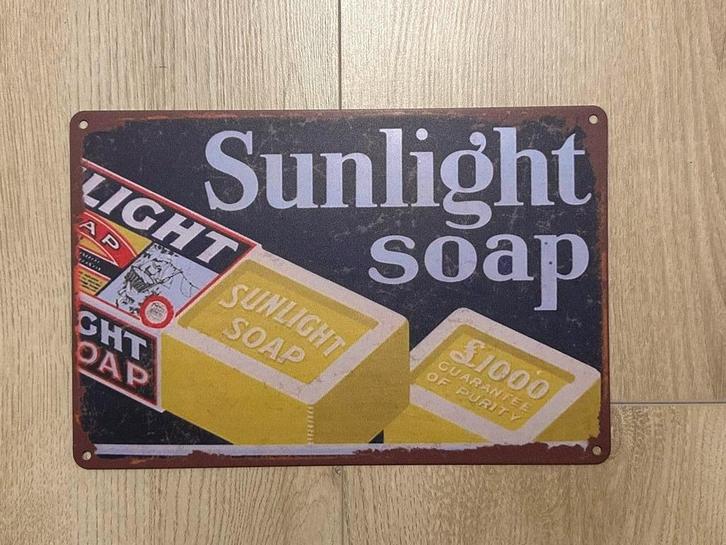 Sunlight
soap
LIGHT
AP
GHT
OAP
SUNLIGHT
SOAP
£1000
GUARANTEE
OF PURITY